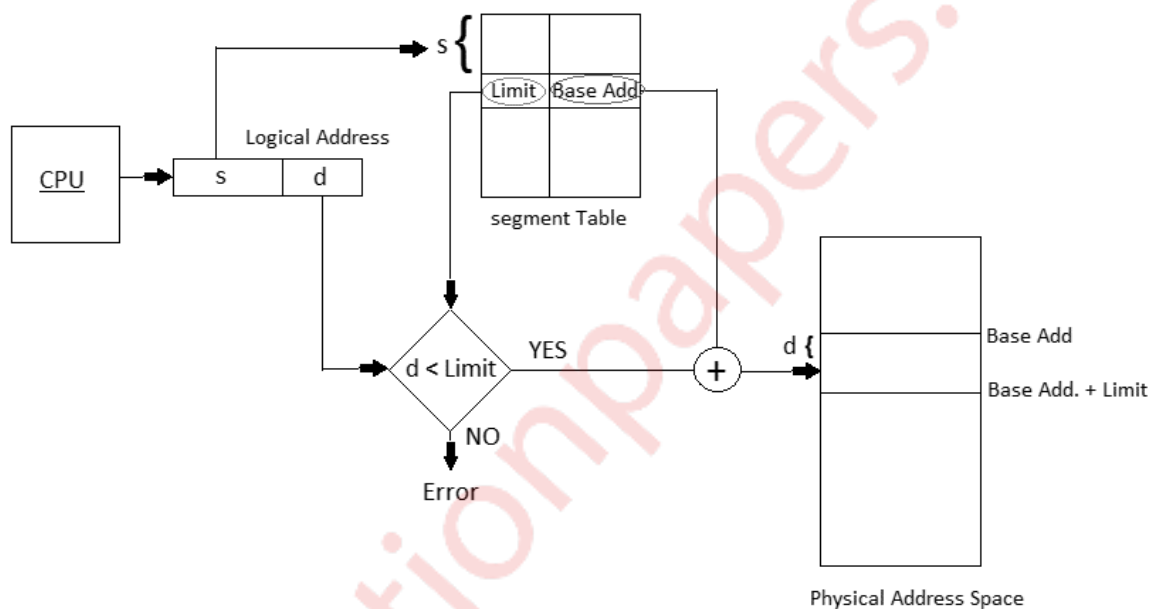 s {
Limit Base Add.
Logical Address
CPU
s d
segment Table
d < Limit
YES
NO
Error
+
d {
Base Add
Base Add. + Limit
Physical Address Space
tionpapers.